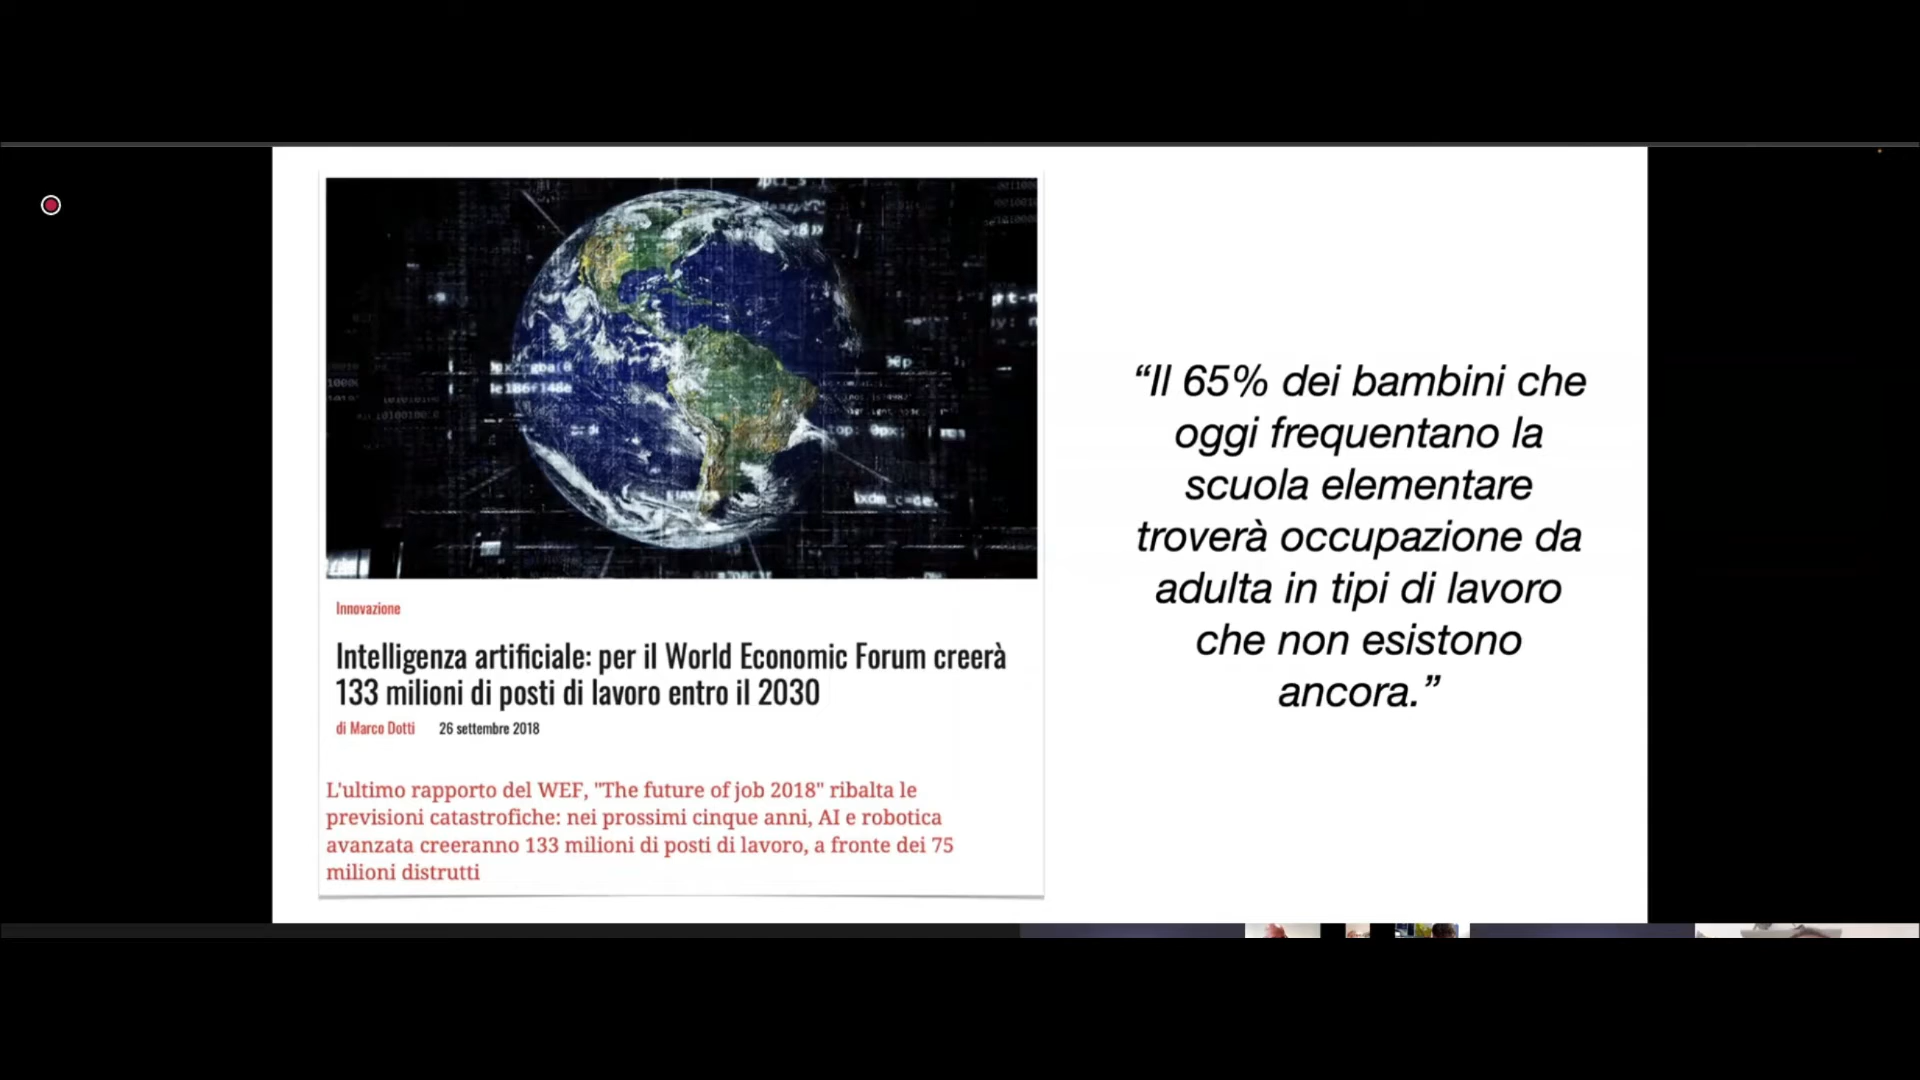 Innovazione
Intelligenza artificiale: per il World Economic Forum creerà
133 milioni di posti di lavoro entro il 2030
di Marco Dotti 26 settembre 2018
L'ultimo rapporto del WEF, "The future of job 2018" ribalta le
previsioni catastrofiche: nei prossimi cinque anni, AI e robotica
avanzata creeranno 133 milioni di posti di lavoro, a fronte dei 75
milioni distrutti
“Il 65% dei bambini che
oggi frequentano la
scuola elementare
troverà occupazione da
adulta in tipi di lavoro
che non esistono
ancora.”